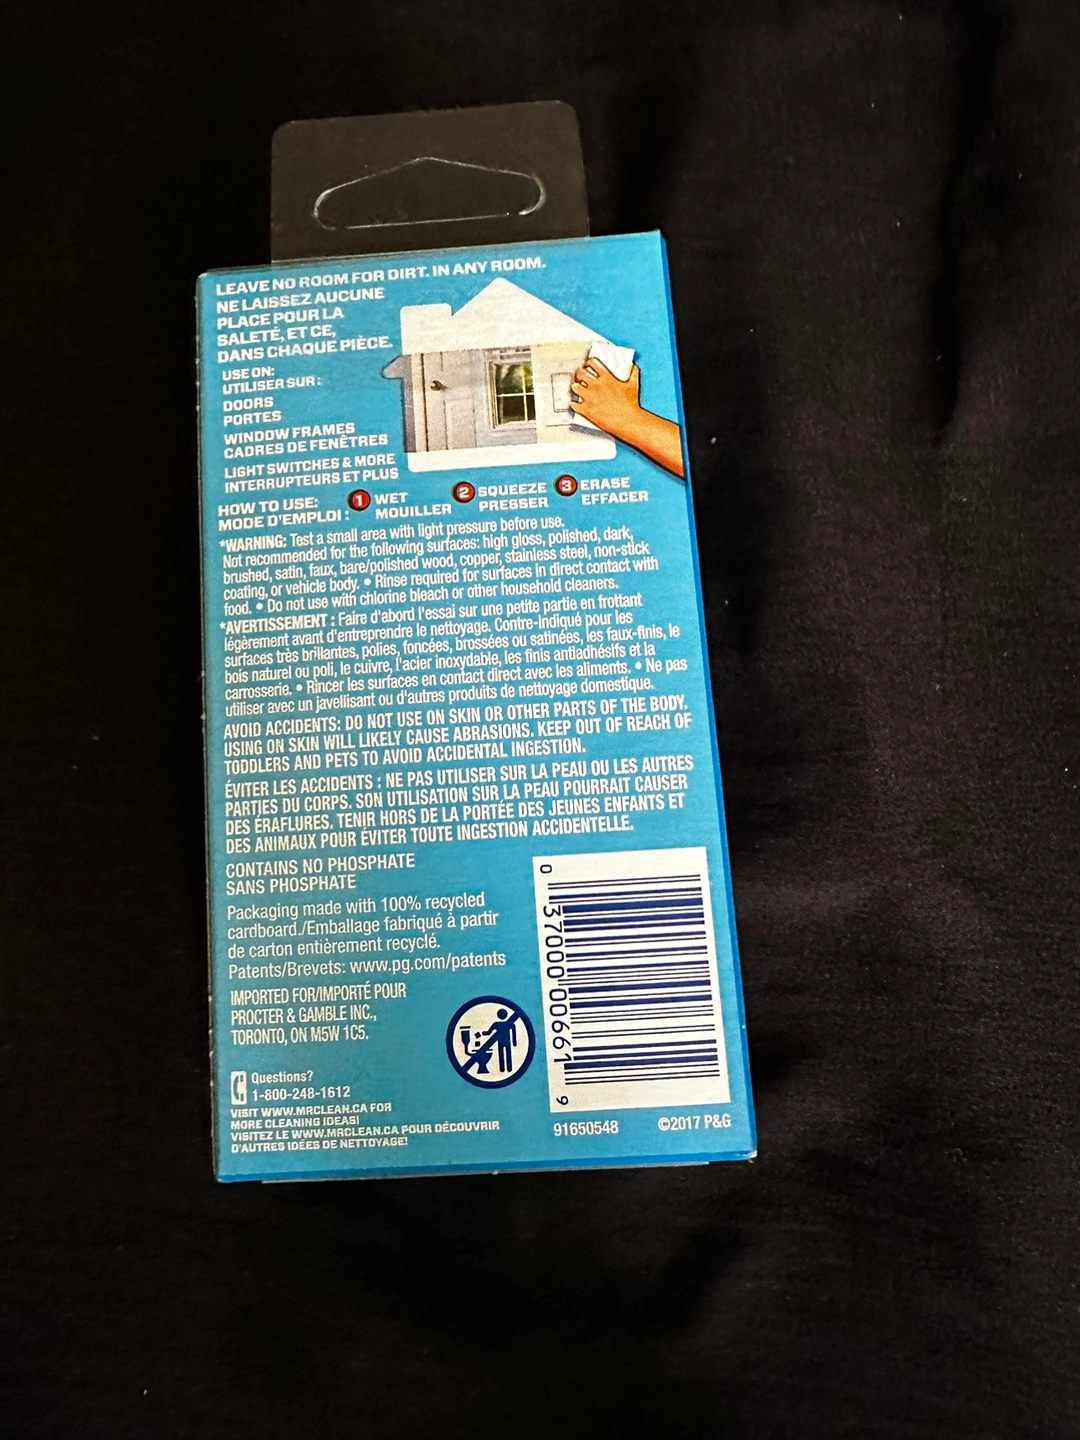 LEAVE NO ROOM FOR DIRT. IN ANY ROOM.
NE LAISSEZ AUCUNE
PLACE POUR LA
SALETÉ, ET CE,
DANS CHAQUE PIÈCE.
USE ON:
UTILISER SUR :
DOORS
PORTES
WINDOW FRAMES
CADRES DE FENÊTRES
LIGHT SWITCHES & MORE
INTERRUPTEURS ET PLUS
HOW TO USE:
MODE D'EMPLOI :
1 WET
MOUILLER
2 SQUEEZE
PRESSER
3 ERASE
EFFACER
*WARNING: Test a small area with light pressure before use.
Not recommended for the following surfaces: high gloss, polished, dark,
brushed, satin, faux, bare/polished wood, copper, stainless steel, non-stick
coating, or vehicle body. • Rinse required for surfaces in direct contact with
food. • Do not use with chlorine bleach or other household cleaners.
*AVERTISSEMENT : Faire d'abord l'essai sur une petite partie en frottant
légèrement avant d'entreprendre le nettoyage. Contre-indiqué pour les
surfaces très brillantes, polies, foncées, brossées ou satinées, les faux-finis, le
bois naturel ou poli, le cuivre, l'acier inoxydable, les finis antiadhésifs et la
carrosserie. • Rincer les surfaces en contact direct avec les aliments. • Ne pas
utiliser avec un javellisant ou d'autres produits de nettoyage domestique.
AVOID ACCIDENTS: DO NOT USE ON SKIN OR OTHER PARTS OF THE BODY.
USING ON SKIN WILL LIKELY CAUSE ABRASIONS. KEEP OUT OF REACH OF
TODDLERS AND PETS TO AVOID ACCIDENTAL INGESTION.
ÉVITER LES ACCIDENTS : NE PAS UTILISER SUR LA PEAU OU LES AUTRES
PARTIES DU CORPS. SON UTILISATION SUR LA PEAU POURRAIT CAUSER
DES ÉRAFLURES. TENIR HORS DE LA PORTÉE DES JEUNES ENFANTS ET
DES ANIMAUX POUR ÉVITER TOUTE INGESTION ACCIDENTELLE.
CONTAINS NO PHOSPHATE
SANS PHOSPHATE
Packaging made with 100% recycled
cardboard./Emballage fabriqué à partir
de carton entièrement recyclé.
Patents/Brevets: www.pg.com/patents
IMPORTED FOR/IMPORTÉ POUR
PROCTER & GAMBLE INC.,
TORONTO, ON M5W 1C5.
Questions?
1-800-248-1612
VISIT WWW.MRCLEAN.CA FOR
MORE CLEANING IDEAS!
VISITEZ LE WWW.MRCLEAN.CA POUR DÉCOUVRIR
D'AUTRES IDÉES DE NETTOYAGE!
0 37000 00661 9
91650548
©2017 P&G